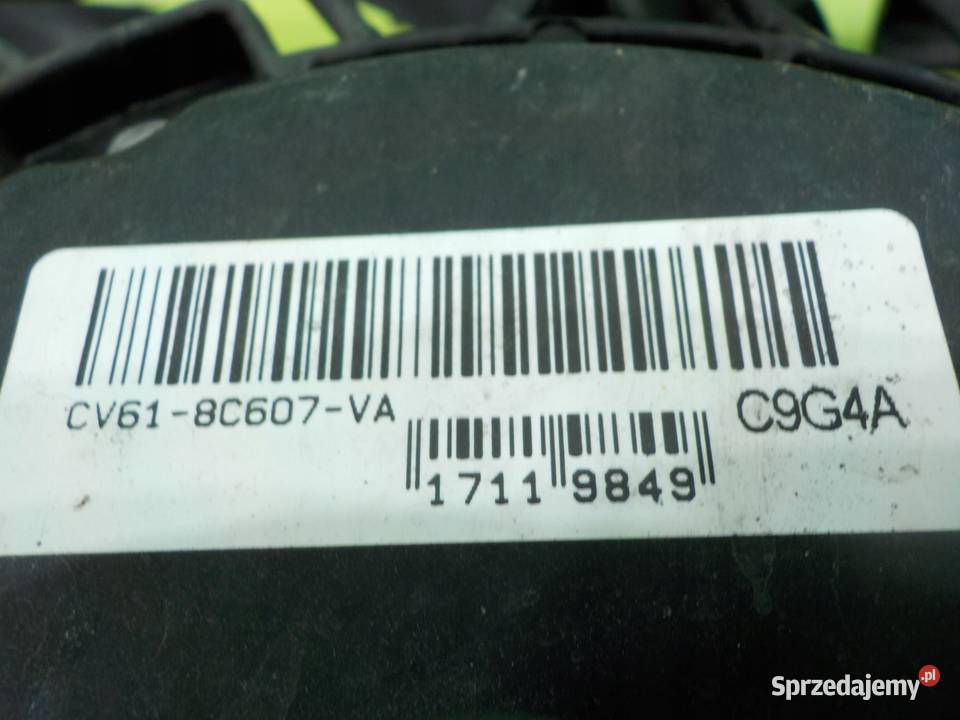 CV61-8C607-VA
C9G4A
1711 9849
Sprzedajemy.pl